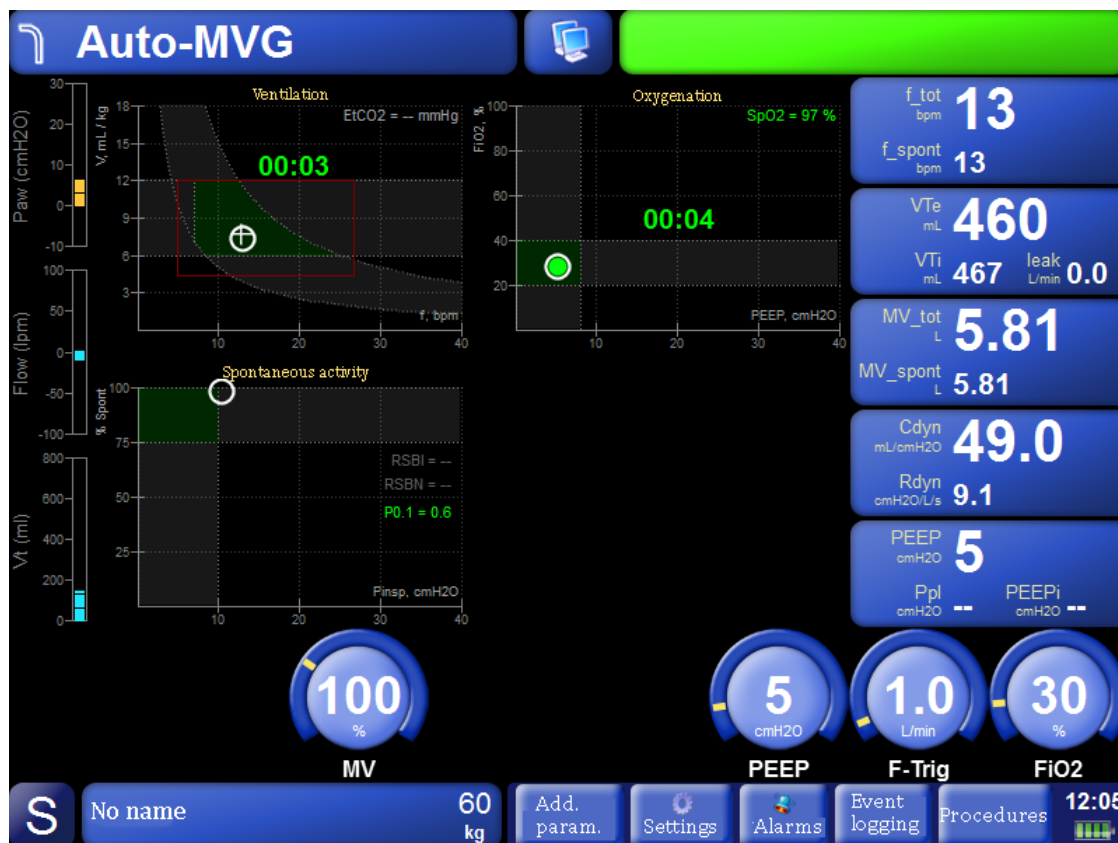 Auto-MVG
Paw (cmH2O)
30
20
10
0
-10
Flow (lpm)
100
50
0
-50
-100
Vt (ml)
800
600
400
200
0
Ventilation
EtCO2 = -- mmHg
V, mL / kg
18
15
12
9
6
3
00:03
f, bpm
10 20 30 40
Oxygenation
SpO2 = 97 %
FiO2, %
100
80
60
40
20
00:04
PEEP, cmH2O
10 20 30 40
Spontaneous activity
% Spont
100
75
50
25
RSBI = --
RSBN = --
P0.1 = 0.6
Pinsp, cmH2O
10 20 30 40
f_tot
bpm
13
f_spont
bpm
13
VTe
mL
460
VTi
mL
467
leak
L/min
0.0
MV_tot
L
5.81
MV_spont
L
5.81
Cdyn
mL/cmH2O
49.0
Rdyn
cmH2O/L/s
9.1
PEEP
cmH2O
5
Ppl
cmH2O
--
PEEPi
cmH2O
--
100
%
MV
5
cmH2O
PEEP
1.0
L/min
F-Trig
30
%
FiO2
S
No name
60
kg
Add.
param.
Settings
Alarms
Event
logging
Procedures
12:05